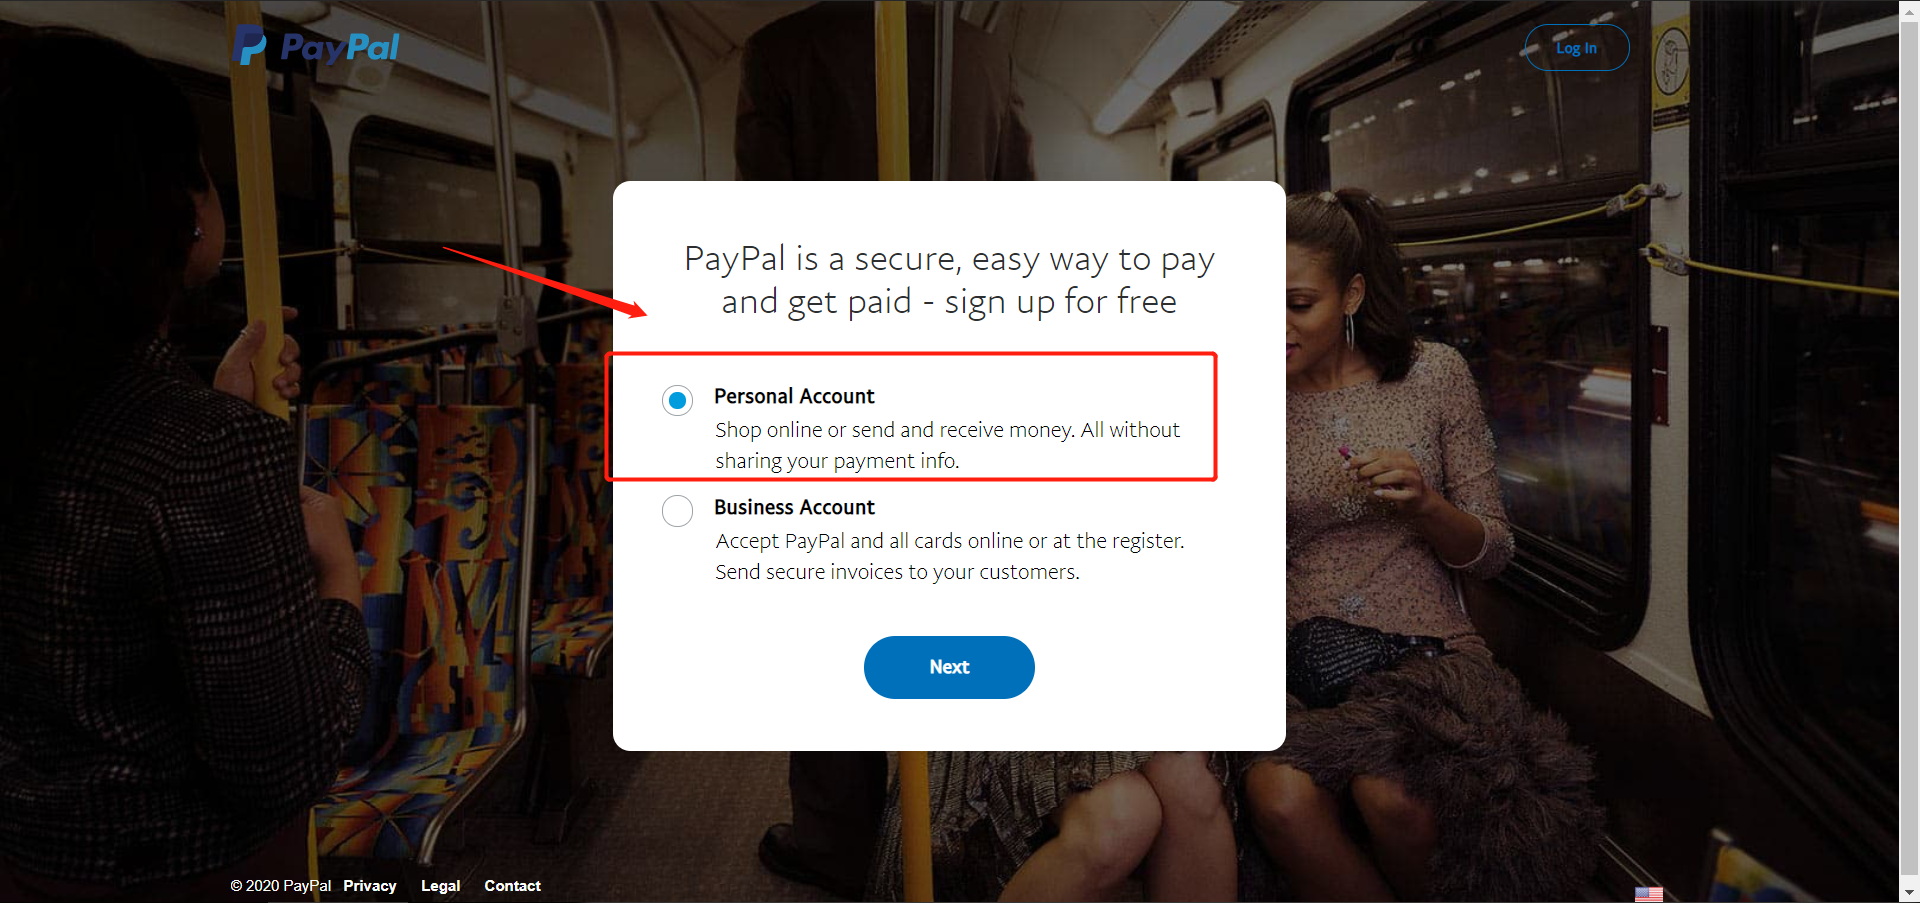 PayPal
Log In
PayPal is a secure, easy way to pay
and get paid - sign up for free
Personal Account
Shop online or send and receive money. All without
sharing your payment info.
Business Account
Accept PayPal and all cards online or at the register.
Send secure invoices to your customers.
Next
© 2020 PayPal Privacy Legal Contact